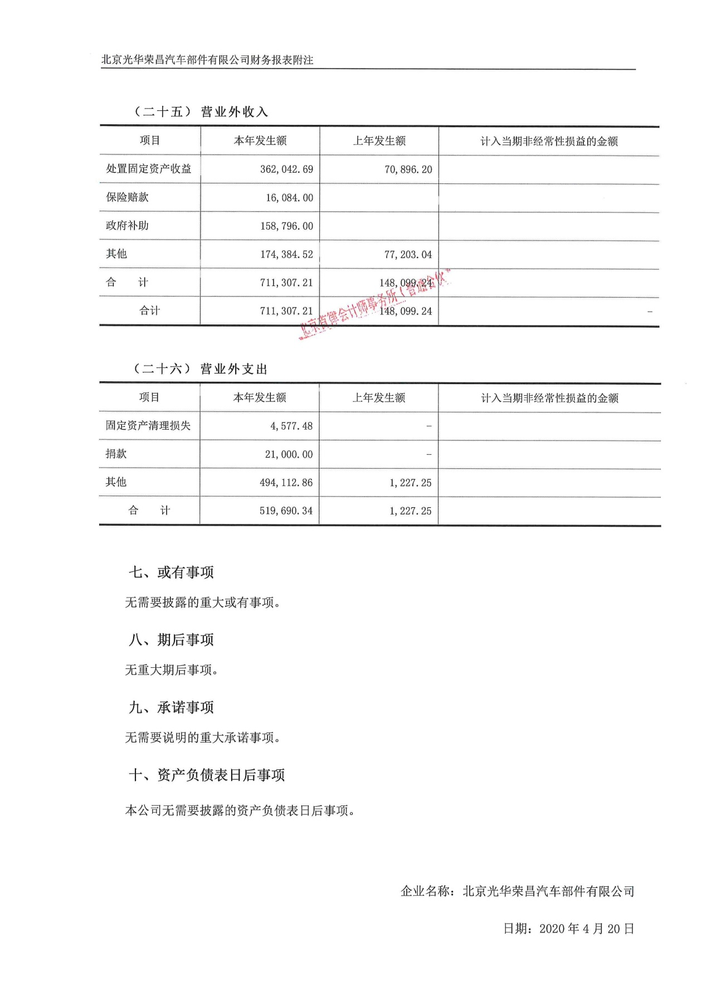 北京光华荣昌汽车部件有限公司财务报表附注
（二十五） 营业外收入
项目 本年发生额 上年发生额 计入当期非经常性损益的金额
处置固定资产收益 362,042.69 70,896.20
保险赔款 16,084.00
政府补助 158,796.00
其他 174,384.52 77,203.04
合 计 711,307.21 148,099.24
合计 711,307.21 148,099.24 –
会计师事务所（普通合伙）
（二十六） 营业外支出
项目 本年发生额 上年发生额 计入当期非经常性损益的金额
固定资产清理损失 4,577.48 –
捐款 21,000.00 –
其他 494,112.86 1,227.25
合 计 519,690.34 1,227.25
七、或有事项
无需要披露的重大或有事项。
八、期后事项
无重大期后事项。
九、承诺事项
无需要说明的重大承诺事项。
十、资产负债表日后事项
本公司无需要披露的资产负债表日后事项。
企业名称：北京光华荣昌汽车部件有限公司
日期：2020 年 4 月 20 日